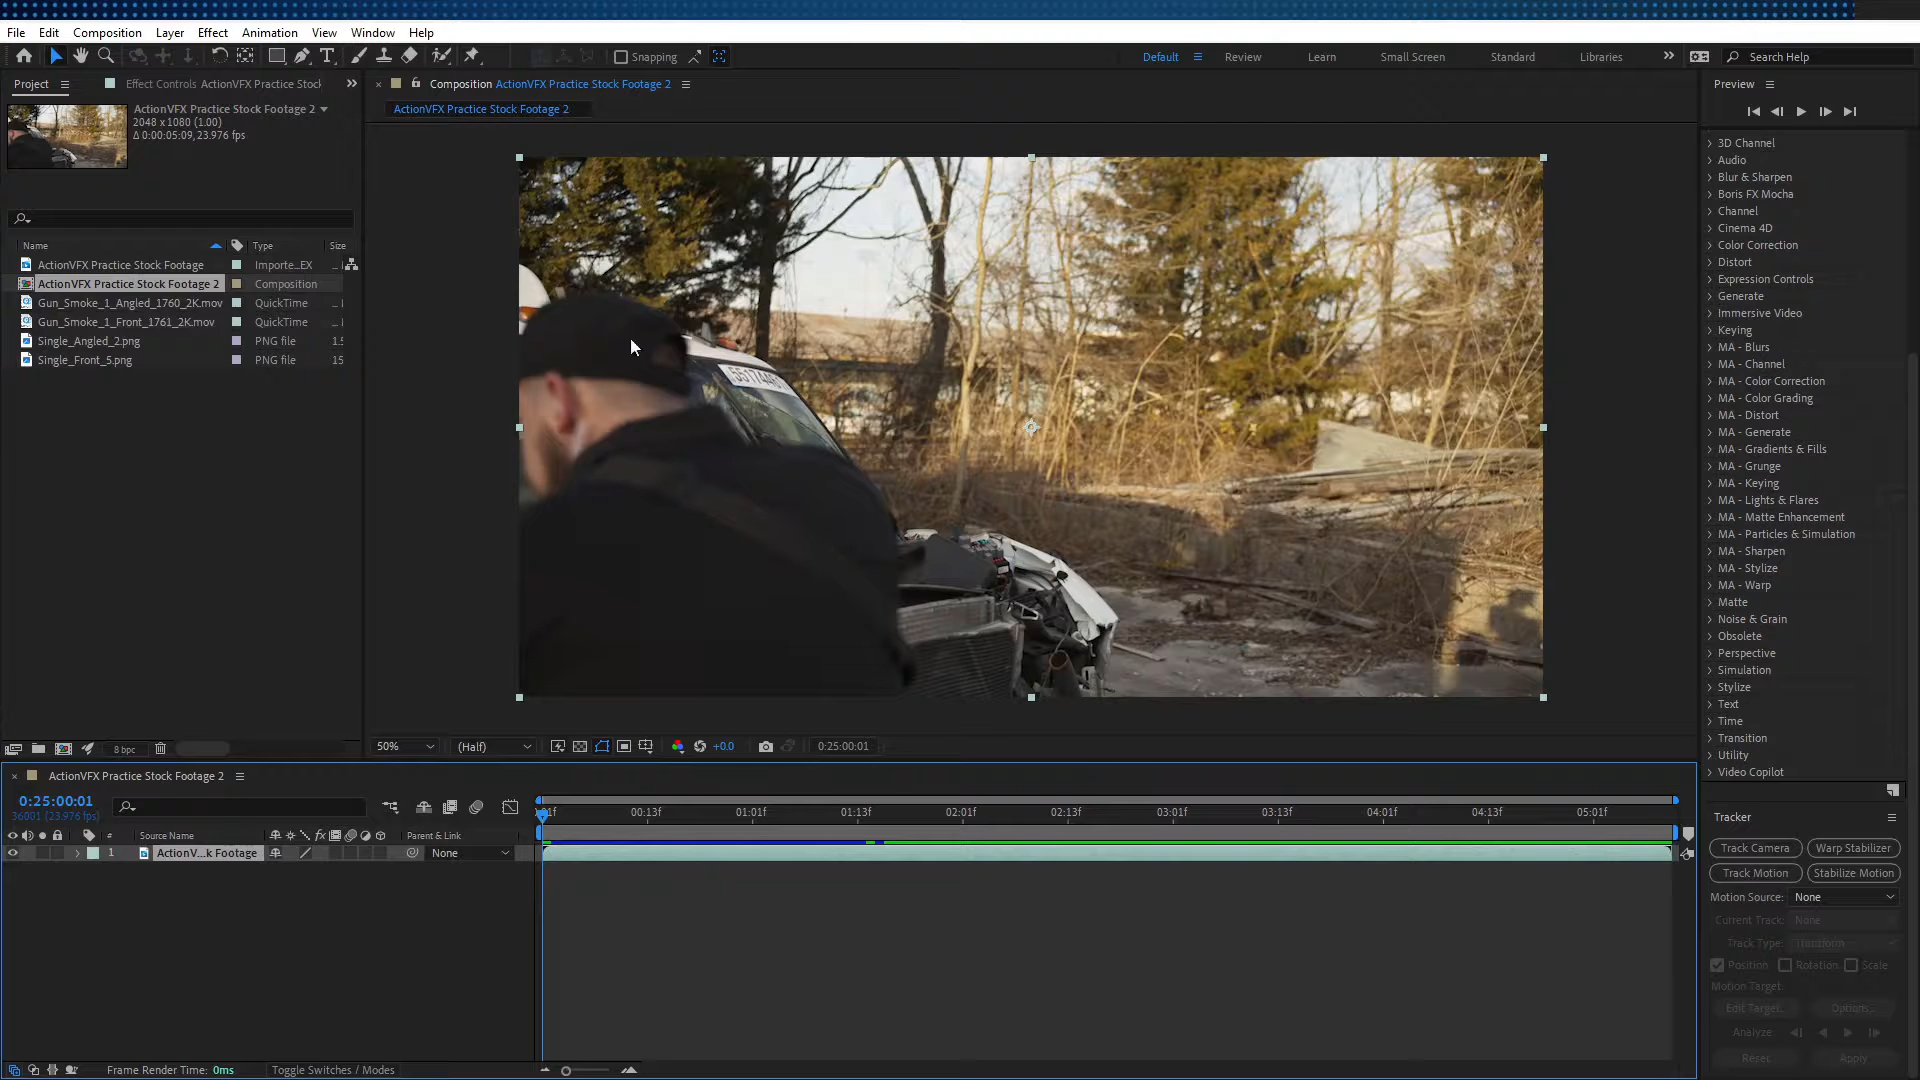 File Edit Composition Layer Effect Animation View Window Help
Snapping Default Review Learn Small Screen Standard Libraries Search Help
Project Effect Controls ActionVFX Practice Stock
ActionVFX Practice Stock Footage 2
2048 x 1080 (1.00)
Δ 0:00:05:09, 23.976 fps
Name Type Size
ActionVFX Practice Stock Footage Importe...EX
ActionVFX Practice Stock Footage 2 Composition
Gun_Smoke_1_Angled_1760_2K.mov QuickTime
Gun_Smoke_1_Front_1761_2K.mov QuickTime
Single_Angled_2.png PNG file 1.5
Single_Front_5.png PNG file 15
8 bpc
Composition ActionVFX Practice Stock Footage 2
ActionVFX Practice Stock Footage 2
50% (Half) +0.0 0:25:00:01
Preview
3D Channel
Audio
Blur & Sharpen
Boris FX Mocha
Channel
Cinema 4D
Color Correction
Distort
Expression Controls
Generate
Immersive Video
Keying
MA - Blurs
MA - Channel
MA - Color Correction
MA - Color Grading
MA - Distort
MA - Generate
MA - Gradients & Fills
MA - Grunge
MA - Keying
MA - Lights & Flares
MA - Matte Enhancement
MA - Particles & Simulation
MA - Sharpen
MA - Stylize
MA - Warp
Matte
Noise & Grain
Obsolete
Perspective
Simulation
Stylize
Text
Time
Transition
Utility
Video Copilot
ActionVFX Practice Stock Footage 2
0:25:00:01
36001 (23.976 fps)
:01f 00:13f 01:01f 01:13f 02:01f 02:13f 03:01f 03:13f 04:01f 04:13f 05:01f
# Source Name fx Parent & Link
1 ActionV...k Footage None
Frame Render Time: 0ms Toggle Switches / Modes
Tracker
Track Camera Warp Stabilizer
Track Motion Stabilize Motion
Motion Source: None
Current Track: None
Track Type: Transform
Position Rotation Scale
Motion Target:
Edit Target... Options...
Analyze:
Reset Apply